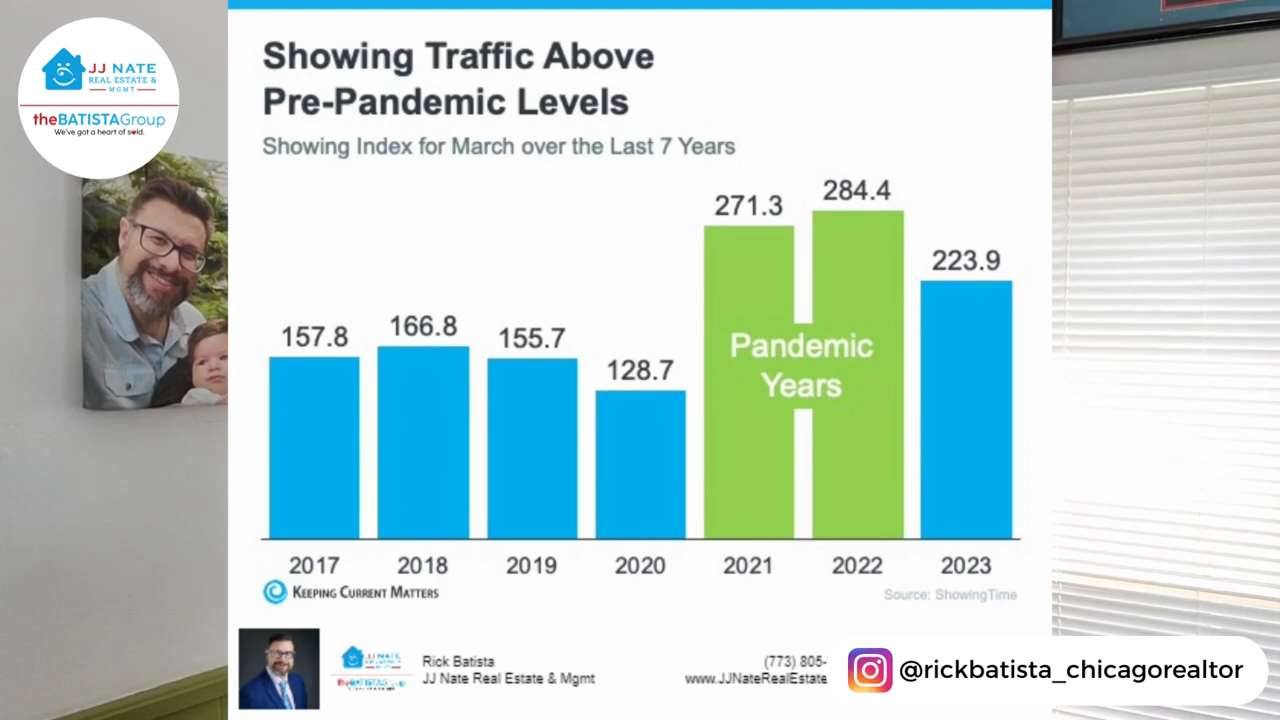 JJ NATE
REAL ESTATE &
MGMT
theBATISTAGroup
We've got a heart of sold.
Showing Traffic Above
Pre-Pandemic Levels
Showing Index for March over the Last 7 Years
157.8
166.8
155.7
128.7
271.3
284.4
223.9
Pandemic
Years
2017 2018 2019 2020 2021 2022 2023
KEEPING CURRENT MATTERS
Source: ShowingTime
JJ NATE
theBATISTAGroup
Rick Batista
JJ Nate Real Estate & Mgmt
(773) 805-
www.JJNateRealEstate
@rickbatista_chicagorealtor